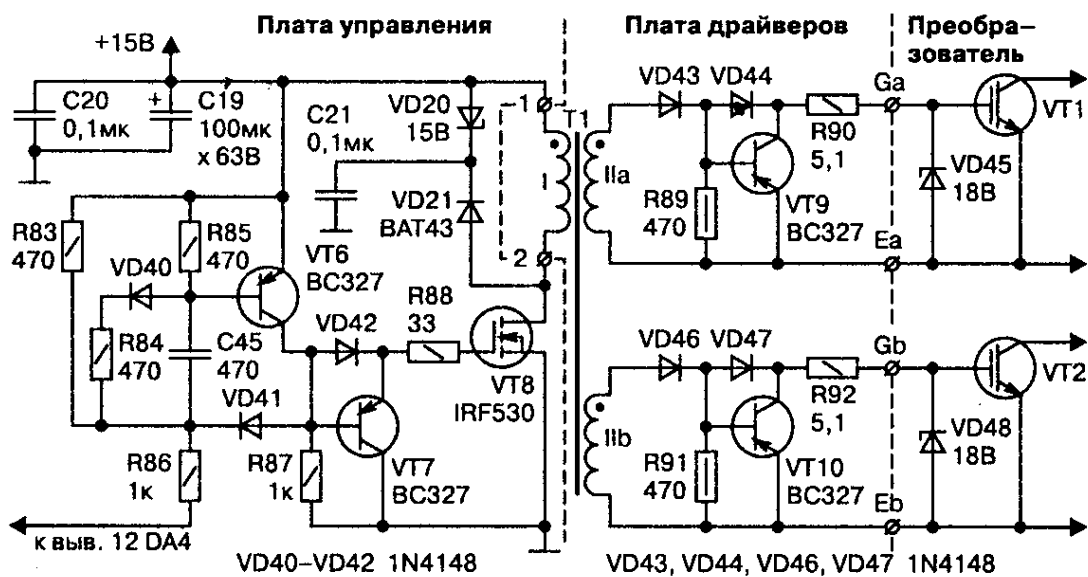 Плата управления
Плата драйверов
Преобра-
зователь
+15В
C20
0,1мк
C19
100мк
x 63В
C21
0,1мк
VD20
15В
VD21
BAT43
1
T1
I
2
IIa
VD43
VD44
R89
470
VT9
BC327
R90
5,1
Ga
VD45
18В
VT1
Ea
R83
470
R85
470
VD40
VT6
BC327
R84
470
C45
470
VD42
R88
33
VT8
IRF530
VD41
R86
1к
R87
1к
VT7
BC327
IIb
VD46
VD47
R91
470
VT10
BC327
R92
5,1
Gb
VD48
18В
VT2
Eb
к выв. 12 DA4
VD40-VD42 1N4148
VD43, VD44, VD46, VD47 1N4148